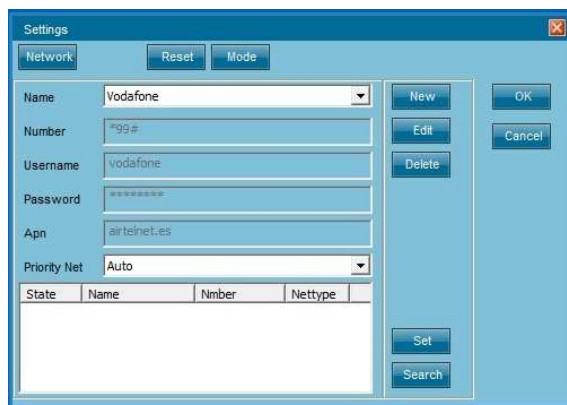 Settings
Network Reset Mode
Name Vodafone New OK
Number *99# Edit Cancel
Username vodafone Delete
Password ********
Apn airtelnet.es
Priority Net Auto
State Name Nmber Nettype
Set
Search